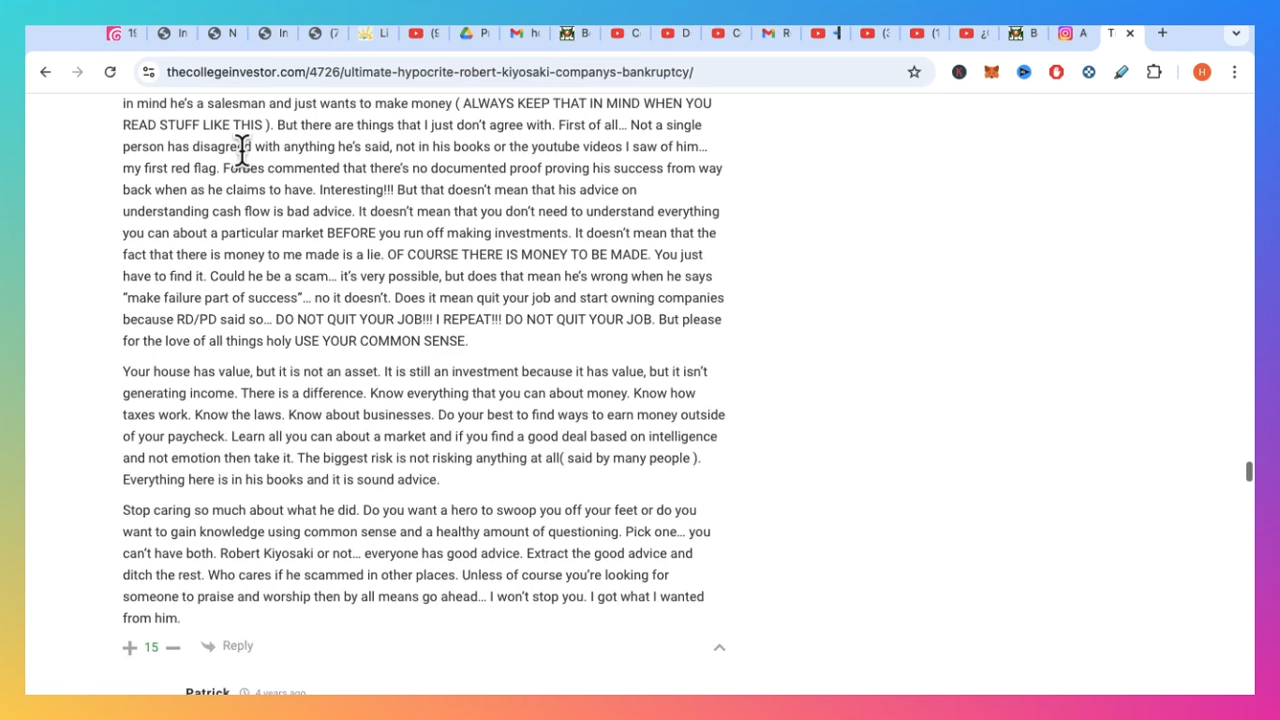 19
In
N
In
(7
Li
(9
P
M
h
B
C
D
C
R
(3
(1
B
A
T
thecollegeinvestor.com/4726/ultimate-hypocrite-robert-kiyosaki-companys-bankruptcy/
H
in mind he’s a salesman and just wants to make money ( ALWAYS KEEP THAT IN MIND WHEN YOU
READ STUFF LIKE THIS ). But there are things that I just don’t agree with. First of all… Not a single
person has disagreed with anything he’s said, not in his books or the youtube videos I saw of him…
my first red flag. Forbes commented that there’s no documented proof proving his success from way
back when as he claims to have. Interesting!!! But that doesn’t mean that his advice on
understanding cash flow is bad advice. It doesn’t mean that you don’t need to understand everything
you can about a particular market BEFORE you run off making investments. It doesn’t mean that the
fact that there is money to me made is a lie. OF COURSE THERE IS MONEY TO BE MADE. You just
have to find it. Could he be a scam… it’s very possible, but does that mean he’s wrong when he says
“make failure part of success”… no it doesn’t. Does it mean quit your job and start owning companies
because RD/PD said so… DO NOT QUIT YOUR JOB!!! I REPEAT!!! DO NOT QUIT YOUR JOB. But please
for the love of all things holy USE YOUR COMMON SENSE.
Your house has value, but it is not an asset. It is still an investment because it has value, but it isn’t
generating income. There is a difference. Know everything that you can about money. Know how
taxes work. Know the laws. Know about businesses. Do your best to find ways to earn money outside
of your paycheck. Learn all you can about a market and if you find a good deal based on intelligence
and not emotion then take it. The biggest risk is not risking anything at all( said by many people ).
Everything here is in his books and it is sound advice.
Stop caring so much about what he did. Do you want a hero to swoop you off your feet or do you
want to gain knowledge using common sense and a healthy amount of questioning. Pick one… you
can’t have both. Robert Kiyosaki or not… everyone has good advice. Extract the good advice and
ditch the rest. Who cares if he scammed in other places. Unless of course you’re looking for
someone to praise and worship then by all means go ahead… I won’t stop you. I got what I wanted
from him.
15
Reply
Patrick 4 years ago